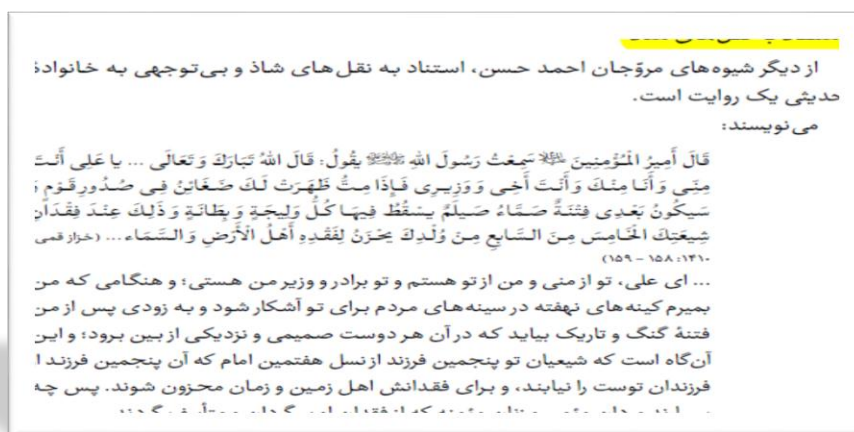 از دیگر شیوه‌های مروّجان احمد حسن، استناد به نقل‌های شاذ و بی‌توجهی به خانوادهٔ
حدیثی یک روایت است.
می‌نویسند:
قَالَ أَمِيرُ الْمُؤْمِنِينَ سَمِعْتُ رَسُولَ اللهِ يَقُولُ: قَالَ اللهُ تَبَارَكَ وَ تَعَالَى ... يا عَلِى أَنْتَ
مِنِّى وَ أَنَا مِنْكَ وَ أَنْتَ أَخِى وَ وَزِيرِى فَإِذَا مِتُّ ظَهَرَتْ لَكَ ضَغَائِنُ فِى صُدُورِ قَوْمٍ وَ
سَيَكُونُ بَعْدِى فِتْنَةٌ صَمَّاءُ صَيلَمٌ يسْقُطُ فِيهَا كُلُّ وَلِيجَةٍ وَ بِطَانَةٍ وَ ذَلِكَ عِنْدَ فِقْدَانِ
شِيعَتِكَ الْخَامِسَ مِنَ السَّابِعِ مِنْ وُلْدِكَ يَحْزَنُ لِفَقْدِهِ أَهْلُ الْأَرْضِ وَ السَّمَاءِ ... (خزاز قمی
۱۴۱۰: ۱۵۸ – ۱۵۹)
... ای علی، تو از منی و من از تو هستم و تو برادر و وزیر من هستی؛ و هنگامی که من
بمیرم کینه‌های نهفته در سینه‌های مردم برای تو آشکار شود و به زودی پس از من
فتنهٔ گنگ و تاریک بیاید که در آن هر دوست صمیمی و نزدیکی از بین برود؛ و این
آن‌گاه است که شیعیان تو پنجمین فرزند از نسل هفتمین امام که آن پنجمین فرزند ا
فرزندان توست را نیابند، و برای فقدانش اهل زمین و زمان محزون شوند. پس چه